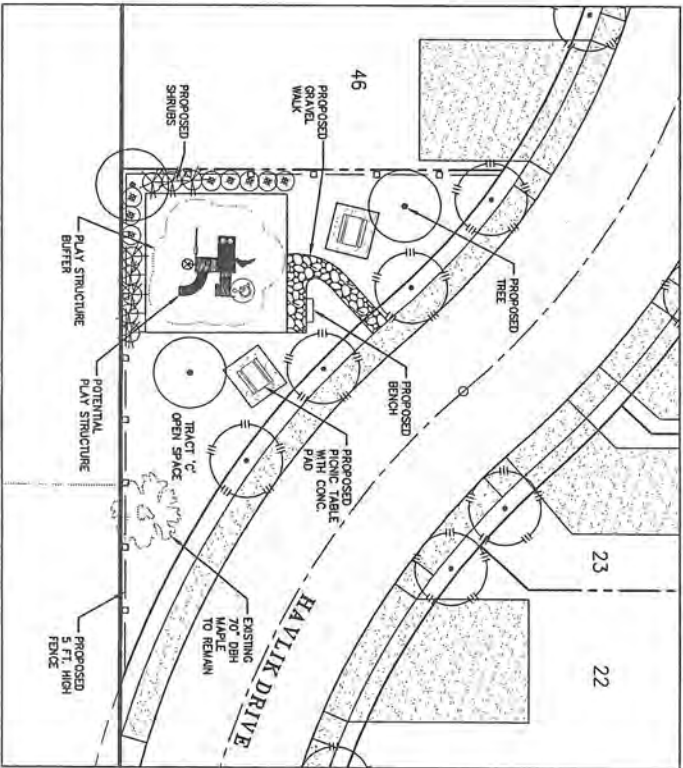 46
PROPOSED
GRAVEL
WALK
PROPOSED
SHRUBS
PLAY STRUCTURE
BUFFER
POTENTIAL
PLAY STRUCTURE
PROPOSED
TREE
PROPOSED
BENCH
PROPOSED
PICNIC TABLE
WITH CONC.
PAD
TRACT 'C'
OPEN SPACE
EXISTING
70" DBH
MAPLE
TO REMAIN
PROPOSED
5 FT. HIGH
FENCE
HAVLIK DRIVE
23
22